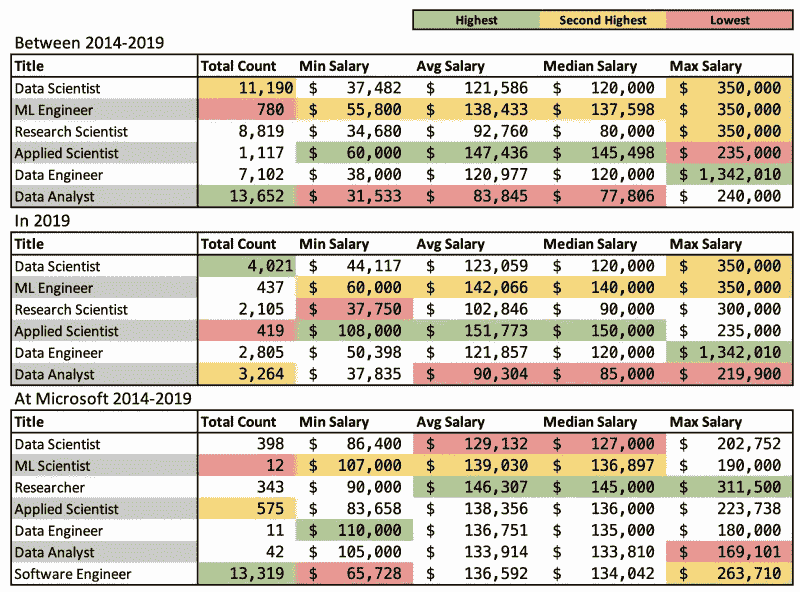 Highest Second Highest Lowest
Between 2014-2019
Title Total Count Min Salary Avg Salary Median Salary Max Salary
Data Scientist 11,190 $ 37,482 $ 121,586 $ 120,000 $ 350,000
ML Engineer 780 $ 55,800 $ 138,433 $ 137,598 $ 350,000
Research Scientist 8,819 $ 34,680 $ 92,760 $ 80,000 $ 350,000
Applied Scientist 1,117 $ 60,000 $ 147,436 $ 145,498 $ 235,000
Data Engineer 7,102 $ 38,000 $ 120,977 $ 120,000 $ 1,342,010
Data Analyst 13,652 $ 31,533 $ 83,845 $ 77,806 $ 240,000
In 2019
Title Total Count Min Salary Avg Salary Median Salary Max Salary
Data Scientist 4,021 $ 44,117 $ 123,059 $ 120,000 $ 350,000
ML Engineer 437 $ 60,000 $ 142,066 $ 140,000 $ 350,000
Research Scientist 2,105 $ 37,750 $ 102,846 $ 90,000 $ 300,000
Applied Scientist 419 $ 108,000 $ 151,773 $ 150,000 $ 235,000
Data Engineer 2,805 $ 50,398 $ 121,857 $ 120,000 $ 1,342,010
Data Analyst 3,264 $ 37,835 $ 90,304 $ 85,000 $ 219,900
At Microsoft 2014-2019
Title Total Count Min Salary Avg Salary Median Salary Max Salary
Data Scientist 398 $ 86,400 $ 129,132 $ 127,000 $ 202,752
ML Scientist 12 $ 107,000 $ 139,030 $ 136,897 $ 190,000
Researcher 343 $ 90,000 $ 146,307 $ 145,000 $ 311,500
Applied Scientist 575 $ 83,658 $ 138,356 $ 136,000 $ 223,738
Data Engineer 11 $ 110,000 $ 136,751 $ 135,000 $ 180,000
Data Analyst 42 $ 105,000 $ 133,914 $ 133,810 $ 169,101
Software Engineer 13,319 $ 65,728 $ 136,592 $ 134,042 $ 263,710